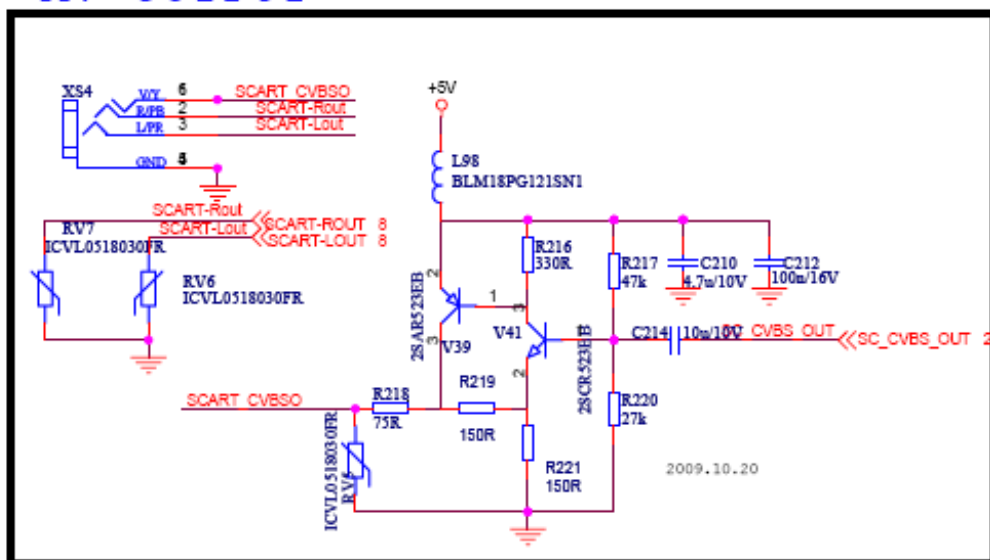 XS4
V/Y 6 SCART_CVBSO
R/PB 2 SCART-Rout
L/PR 3 SCART-Lout
GND
+5V
L98
BLM18PG121SN1
SCART-Rout
SCART-Lout
SCART-ROUT 8
SCART-LOUT 8
RV7
ICVL0518030FR
RV6
ICVL0518030FR
R216
330R
R217
47k
C210
4.7u/10V
C212
100n/16V
2
1
3
3
2SAR523EB
V39
V41
2
2SCR523EB
C214
10u/10V
SC_CVBS_OUT
SC_CVBS_OUT 2
R219
150R
R218
75R
SCART_CVBSO
R220
27k
R221
150R
ICVL0518030FR
2009.10.20